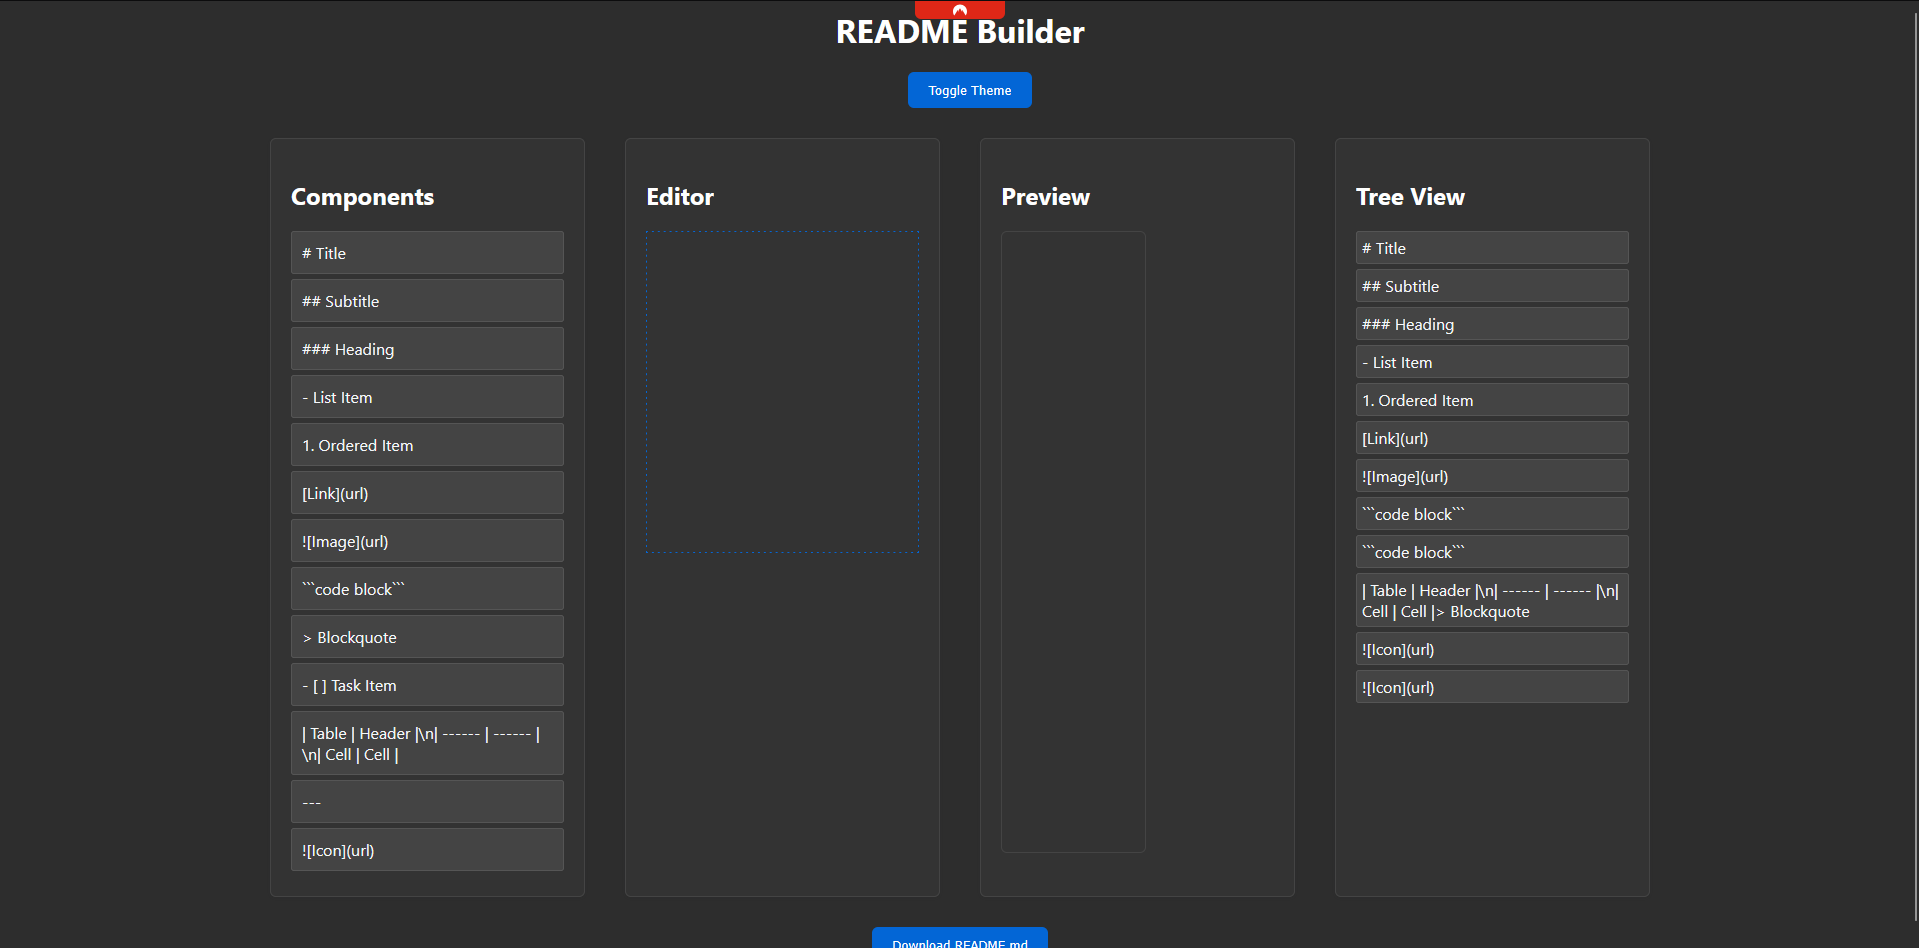 README Builder
Toggle Theme
Components
# Title
## Subtitle
### Heading
- List Item
1. Ordered Item
[Link](url)
![Image](url)
```code block```
> Blockquote
- [ ] Task Item
| Table | Header |\n| ------ | ------ |
\n| Cell | Cell |
---
![Icon](url)
Editor
Preview
Tree View
# Title
## Subtitle
### Heading
- List Item
1. Ordered Item
[Link](url)
![Image](url)
```code block```
```code block```
| Table | Header |\n| ------ | ------ |\n|
Cell | Cell |> Blockquote
![Icon](url)
![Icon](url)
Download README.md